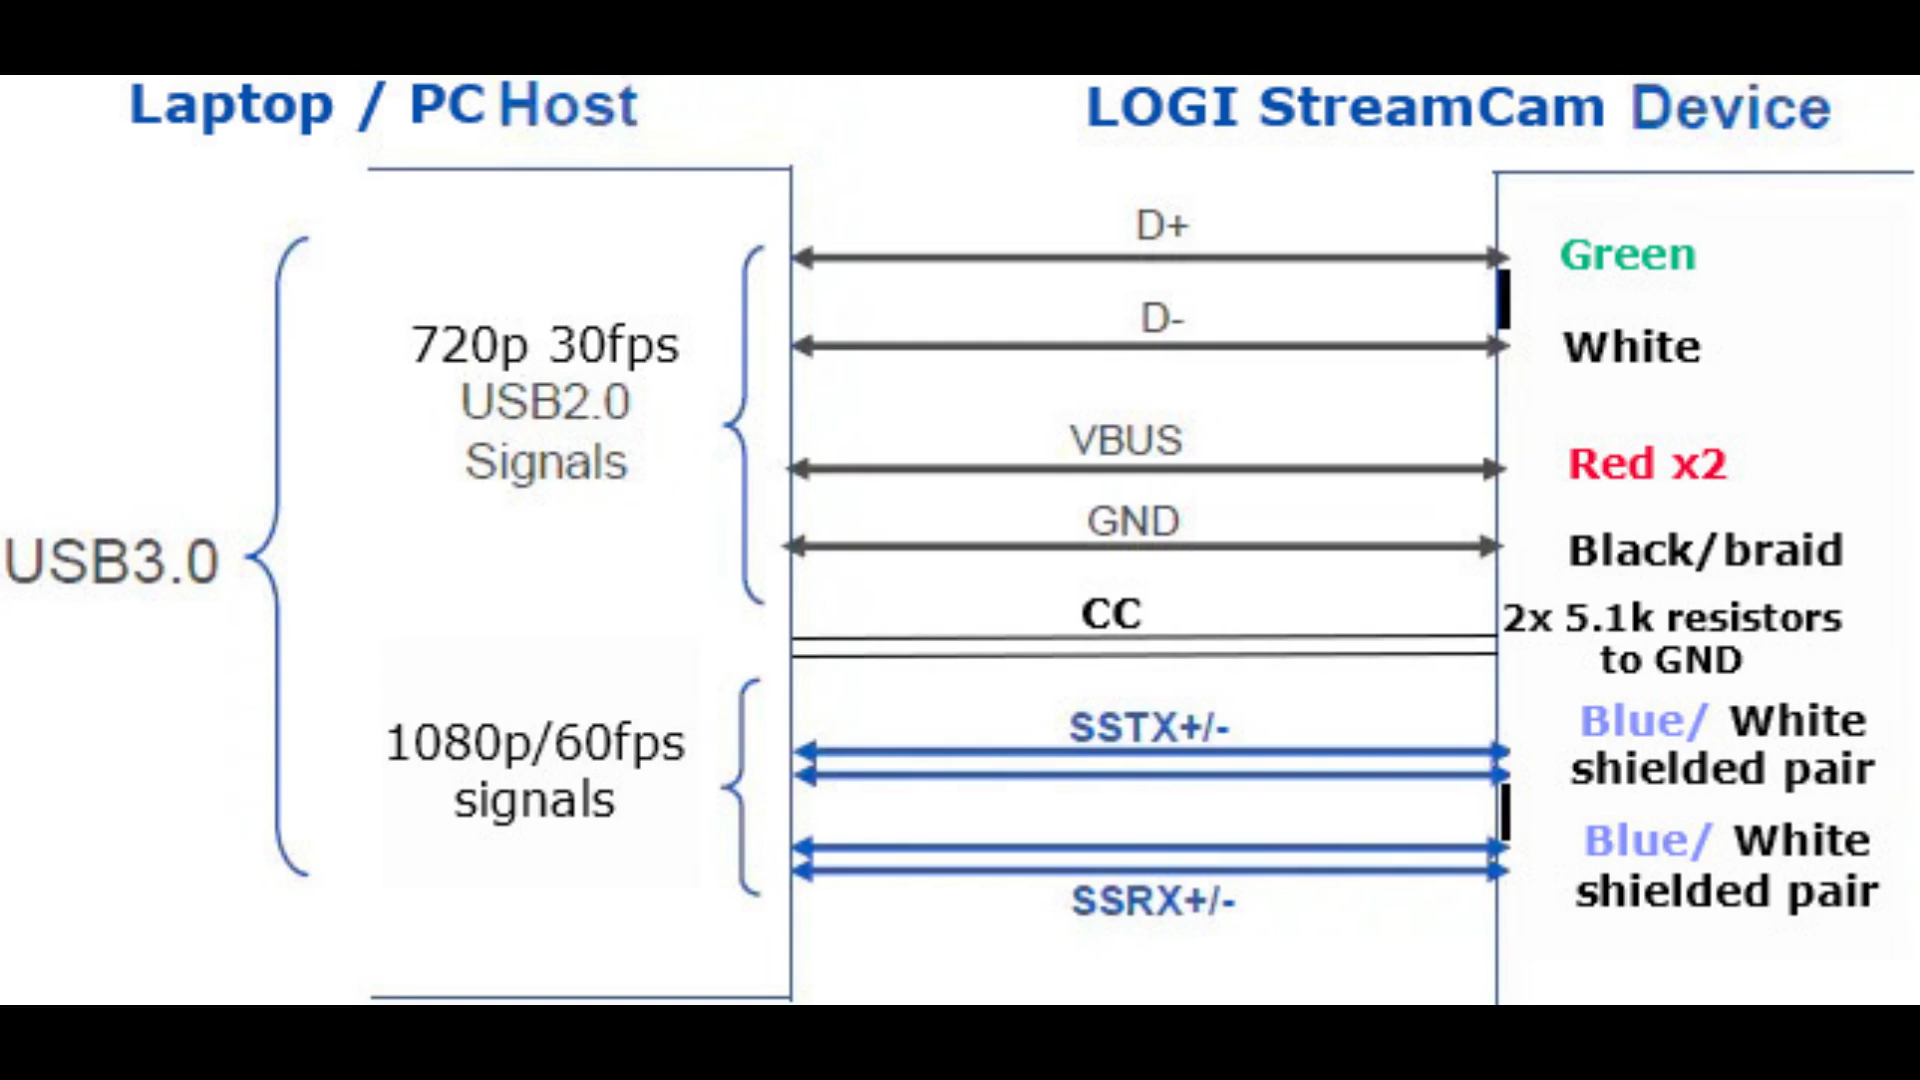 Laptop / PC Host
LOGI StreamCam Device
USB3.0
720p 30fps
USB2.0
Signals
1080p/60fps
signals
D+
D-
VBUS
GND
CC
SSTX+/-
SSRX+/-
Green
White
Red x2
Black/braid
2x 5.1k resistors
to GND
Blue/ White
shielded pair
Blue/ White
shielded pair